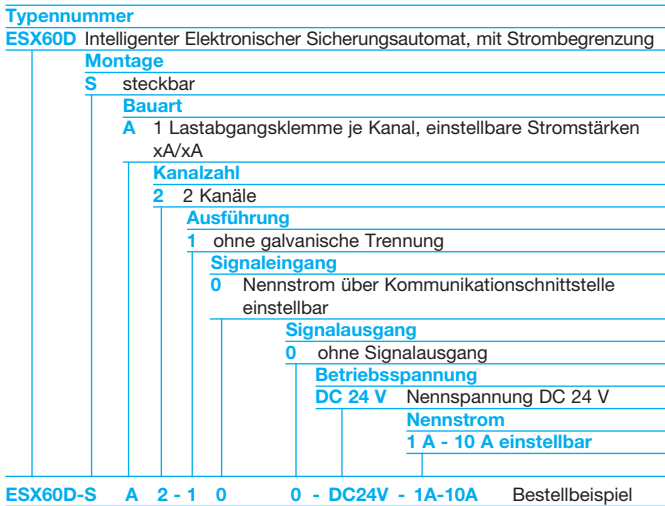 Typennummer
ESX60D Intelligenter Elektronischer Sicherungsautomat, mit Strombegrenzung
Montage
S steckbar
Bauart
A 1 Lastabgangsklemme je Kanal, einstellbare Stromstärken
xA/xA
Kanalzahl
2 2 Kanäle
Ausführung
1 ohne galvanische Trennung
Signaleingang
0 Nennstrom über Kommunikationschnittstelle
einstellbar
Signalausgang
0 ohne Signalausgang
Betriebsspannung
DC 24 V Nennspannung DC 24 V
Nennstrom
1 A - 10 A einstellbar
ESX60D-S A 2 - 1 0 0 - DC24V - 1A-10A Bestellbeispiel